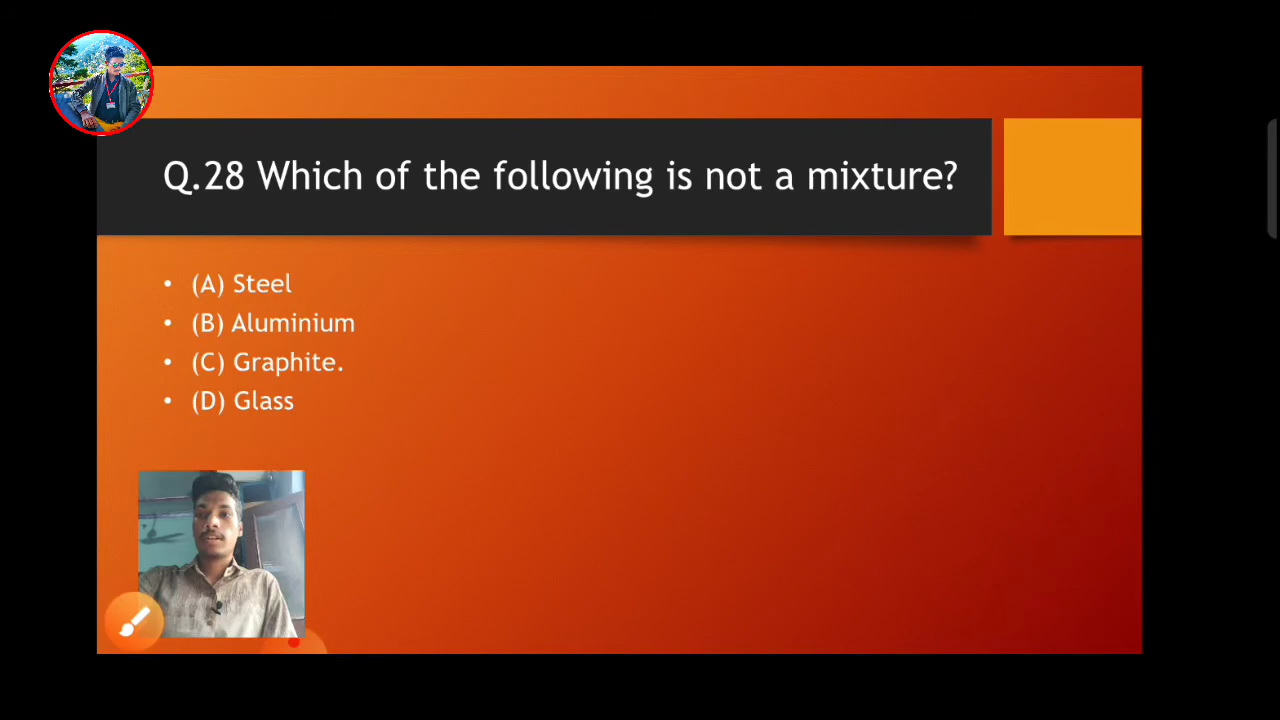 Q.28 Which of the following is not a mixture?
• (A) Steel
• (B) Aluminium
• (C) Graphite.
• (D) Glass